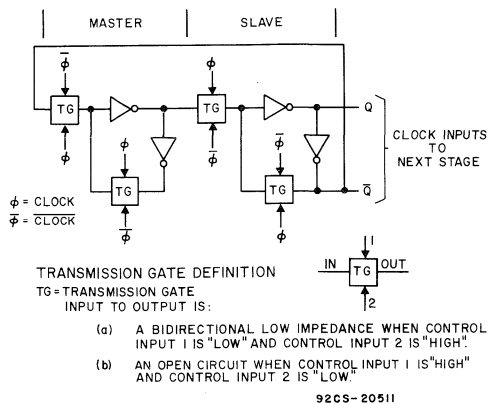 MASTER SLAVE
φ̅ φ
TG TG Q
φ φ φ̅ φ̅ CLOCK INPUTS
TO
NEXT STAGE
TG TG Q̅
φ = CLOCK
φ̅ = C̅L̅O̅C̅K̅
φ̅ φ
1
TRANSMISSION GATE DEFINITION IN TG OUT
TG = TRANSMISSION GATE
INPUT TO OUTPUT IS: 2
(a) A BIDIRECTIONAL LOW IMPEDANCE WHEN CONTROL
INPUT 1 IS "LOW" AND CONTROL INPUT 2 IS "HIGH".
(b) AN OPEN CIRCUIT WHEN CONTROL INPUT 1 IS "HIGH"
AND CONTROL INPUT 2 IS "LOW."
92CS-20511